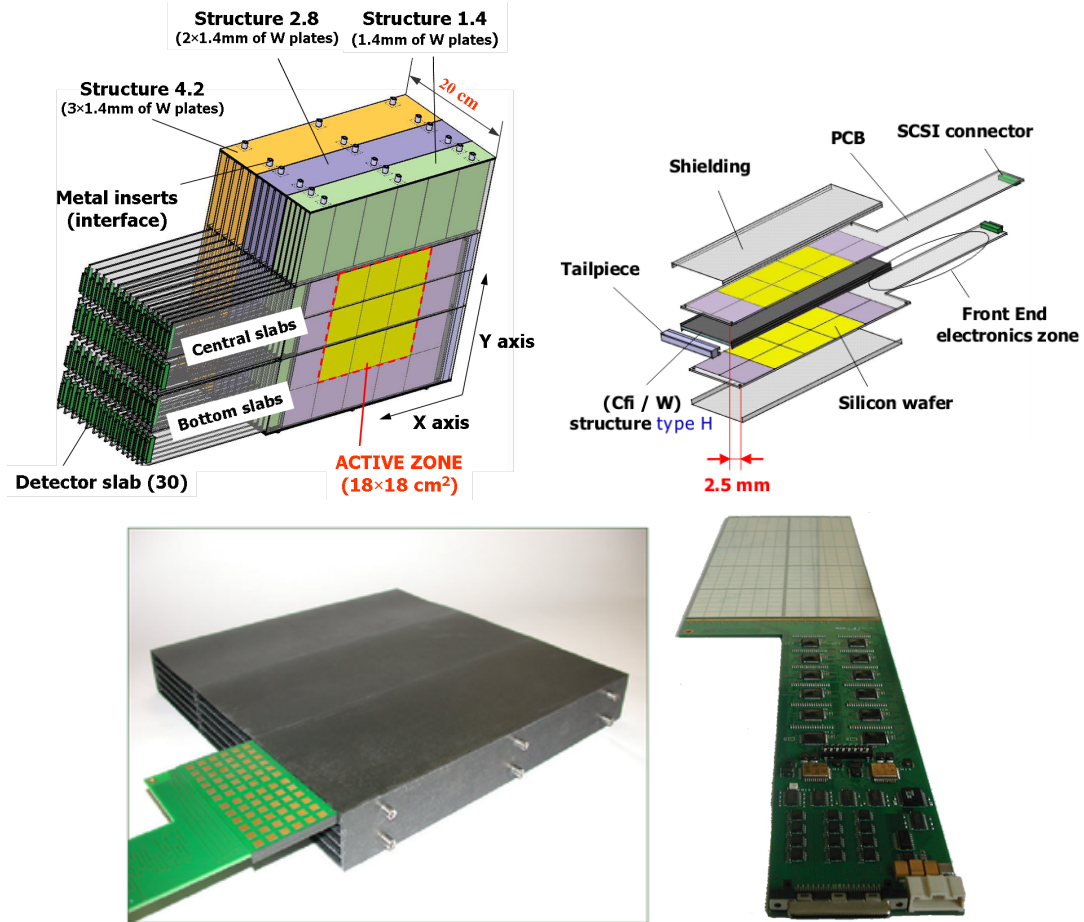 Structure 2.8
(2×1.4mm of W plates)
Structure 1.4
(1.4mm of W plates)
Structure 4.2
(3×1.4mm of W plates)
20 cm
Metal inserts
(interface)
Central slabs
Bottom slabs
Y axis
X axis
Detector slab (30)
ACTIVE ZONE
(18×18 cm²)
SCSI connector
PCB
Shielding
Tailpiece
Front End
electronics zone
Silicon wafer
(Cfi / W)
structure type H
2.5 mm